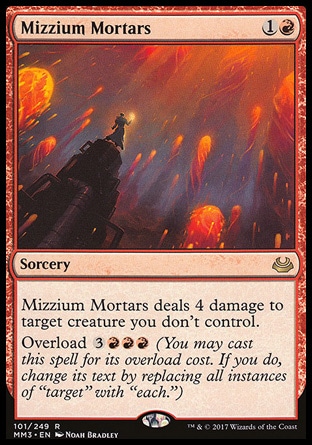 Mizzium Mortars 1
Sorcery
Mizzium Mortars deals 4 damage to
target creature you don't control.
Overload 3 (You may cast
this spell for its overload cost. If you do,
change its text by replacing all instances
of "target" with "each.")
101/249 R
MM3 • EN Noah Bradley
™ & © 2017 Wizards of the Coast